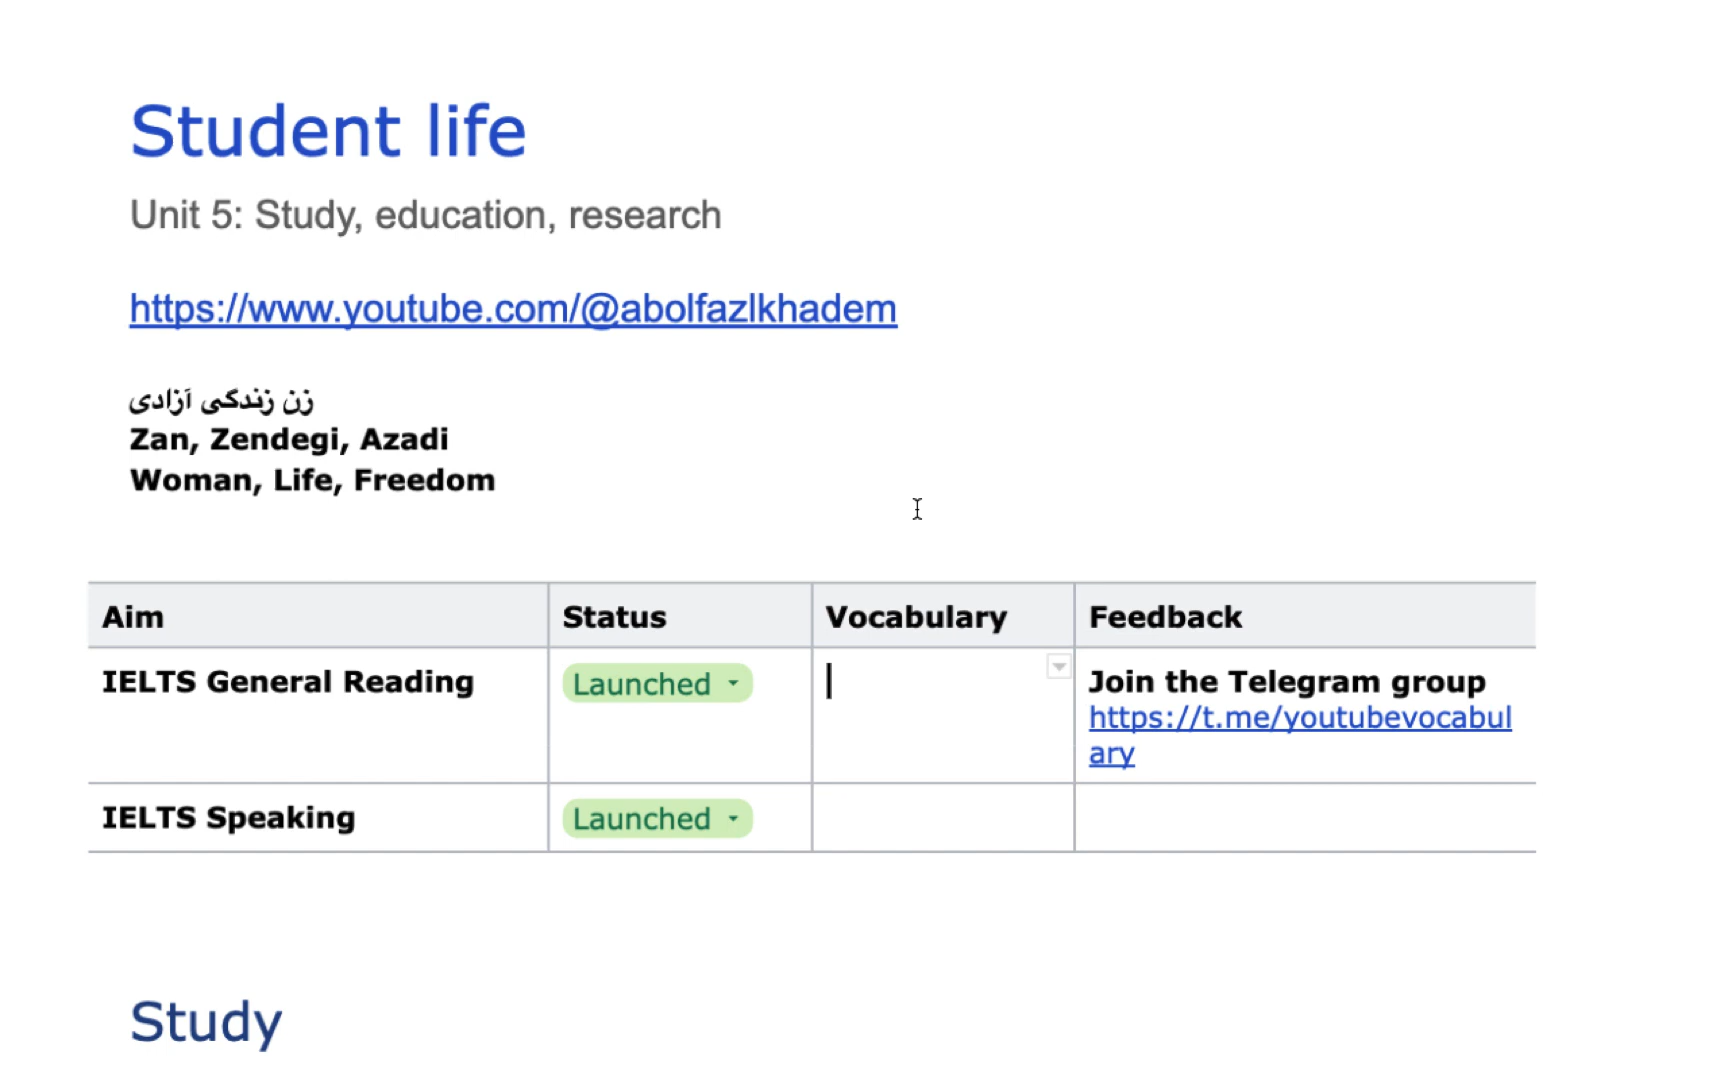 Student life
Unit 5: Study, education, research
https://www.youtube.com/@abolfazlkhadem
زن زندگی آزادی
Zan, Zendegi, Azadi
Woman, Life, Freedom
Aim Status Vocabulary Feedback
IELTS General Reading Launched Join the Telegram group
https://t.me/youtubevocabul
ary
IELTS Speaking Launched
Study